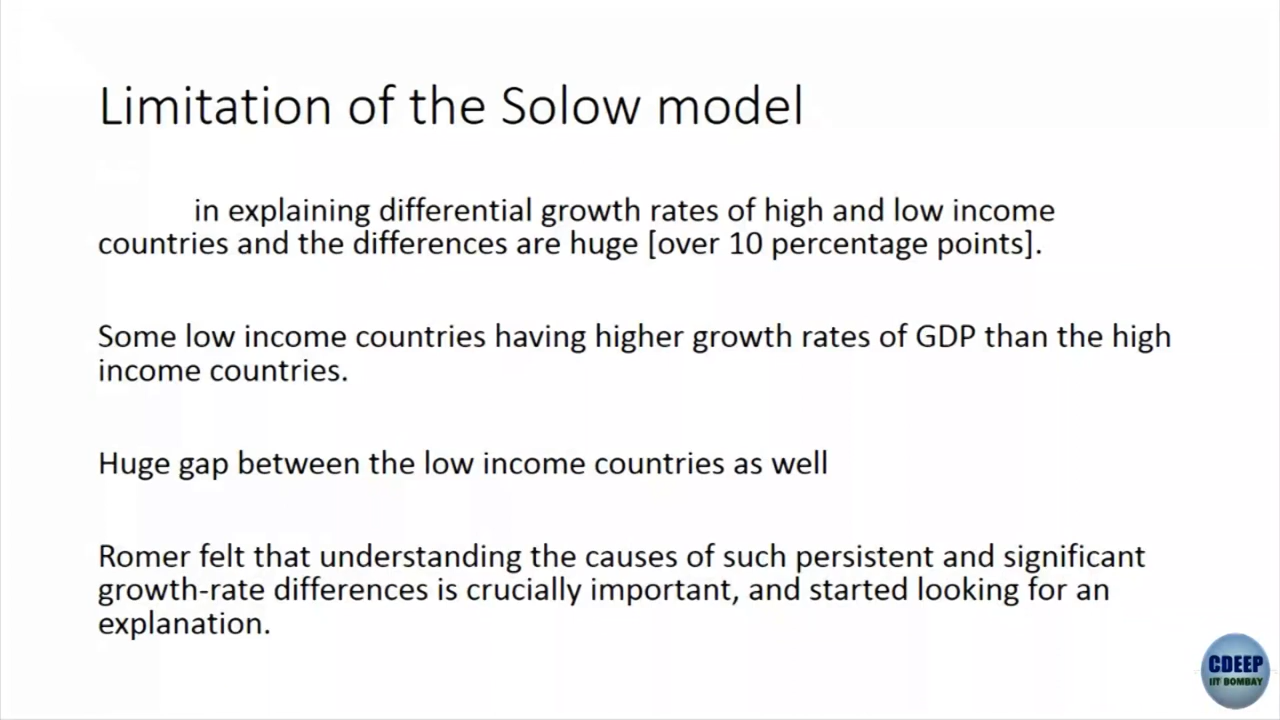 Limitation of the Solow model
in explaining differential growth rates of high and low income
countries and the differences are huge [over 10 percentage points].
Some low income countries having higher growth rates of GDP than the high
income countries.
Huge gap between the low income countries as well
Romer felt that understanding the causes of such persistent and significant
growth-rate differences is crucially important, and started looking for an
explanation.
CDEEP
IIT BOMBAY